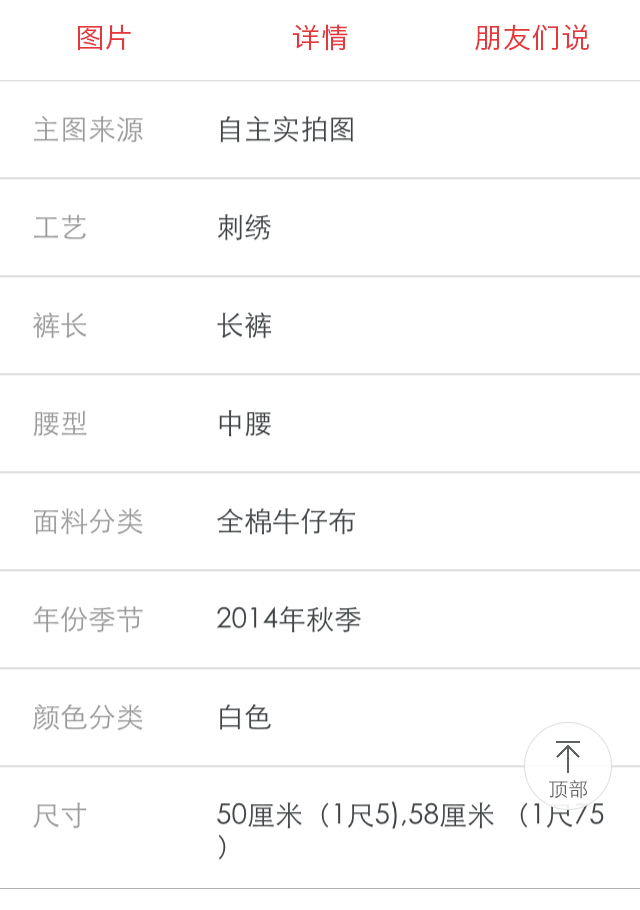 图片 详情 朋友们说
主图来源 自主实拍图
工艺 刺绣
裤长 长裤
腰型 中腰
面料分类 全棉牛仔布
年份季节 2014年秋季
颜色分类 白色
顶部
尺寸 50厘米（1尺5),58厘米 （1尺75
）